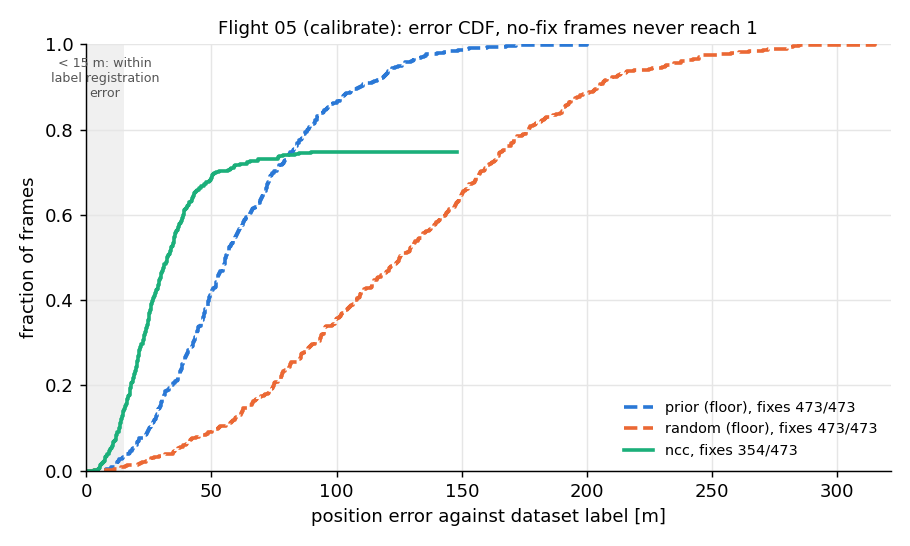 Flight 05 (calibrate): error CDF, no-fix frames never reach 1
1.0
0.8
0.6
0.4
0.2
0.0
fraction of frames
< 15 m: within
label registration
error
prior (floor), fixes 473/473
random (floor), fixes 473/473
ncc, fixes 354/473
0 50 100 150 200 250 300
position error against dataset label [m]